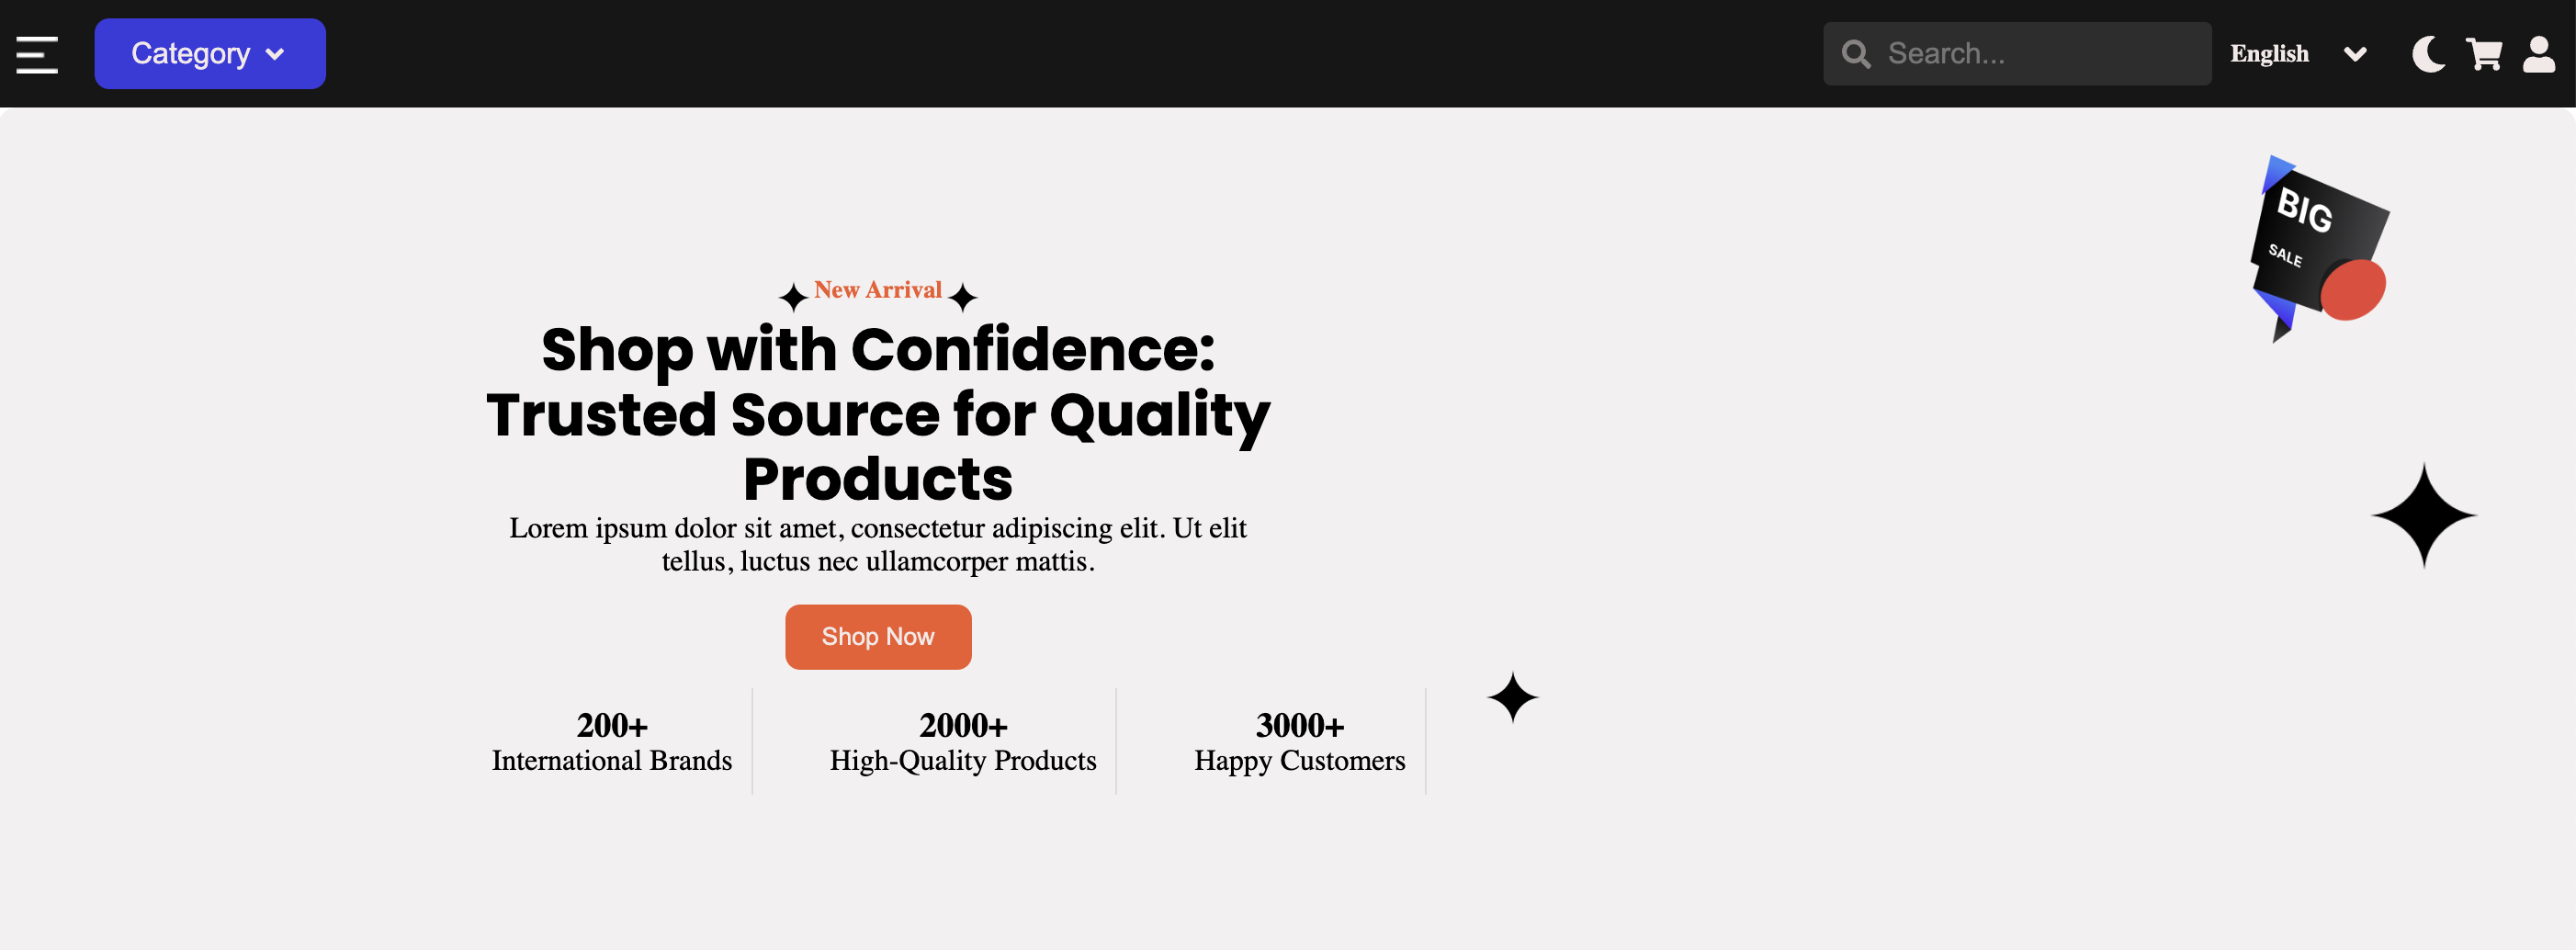 Category
Search...
English
BIG
SALE
New Arrival
Shop with Confidence:
Trusted Source for Quality
Products
Lorem ipsum dolor sit amet, consectetur adipiscing elit. Ut elit
tellus, luctus nec ullamcorper mattis.
Shop Now
200+
International Brands
2000+
High-Quality Products
3000+
Happy Customers